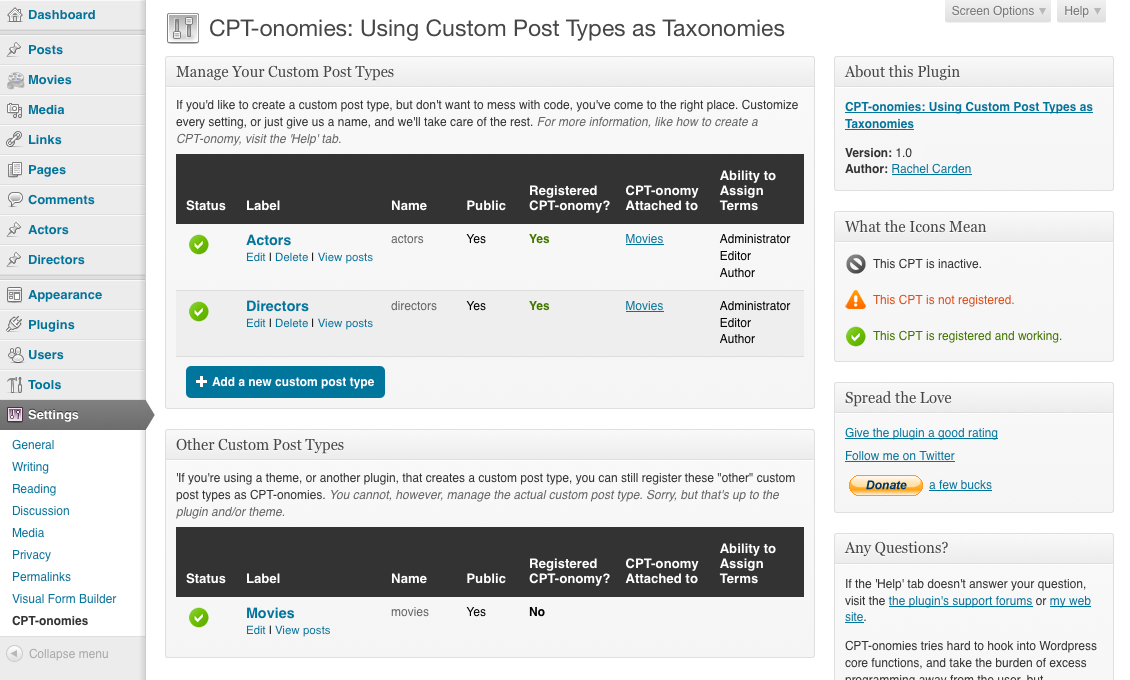 Dashboard
Posts
Movies
Media
Links
Pages
Comments
Actors
Directors
Appearance
Plugins
Users
Tools
Settings
General
Writing
Reading
Discussion
Media
Privacy
Permalinks
Visual Form Builder
CPT-onomies
Collapse menu
Screen Options
Help
CPT-onomies: Using Custom Post Types as Taxonomies
Manage Your Custom Post Types
If you'd like to create a custom post type, but don't want to mess with code, you've come to the right place. Customize
every setting, or just give us a name, and we'll take care of the rest. For more information, like how to create a
CPT-onomy, visit the 'Help' tab.
Status Label Name Public Registered CPT-onomy? CPT-onomy Attached to Ability to Assign Terms
Actors actors Yes Yes Movies Administrator
Edit | Delete | View posts Editor
Author
Directors directors Yes Yes Movies Administrator
Edit | Delete | View posts Editor
Author
+ Add a new custom post type
Other Custom Post Types
'If you're using a theme, or another plugin, that creates a custom post type, you can still register these "other" custom
post types as CPT-onomies. You cannot, however, manage the actual custom post type. Sorry, but that's up to the
plugin and/or theme.
Status Label Name Public Registered CPT-onomy? CPT-onomy Attached to Ability to Assign Terms
Movies movies Yes No
Edit | View posts
About this Plugin
CPT-onomies: Using Custom Post Types as
Taxonomies
Version: 1.0
Author: Rachel Carden
What the Icons Mean
This CPT is inactive.
This CPT is not registered.
This CPT is registered and working.
Spread the Love
Give the plugin a good rating
Follow me on Twitter
Donate a few bucks
Any Questions?
If the 'Help' tab doesn't answer your question,
visit the the plugin's support forums or my web
site.
CPT-onomies tries hard to hook into Wordpress
core functions, and take the burden of excess
programming away from the user, but